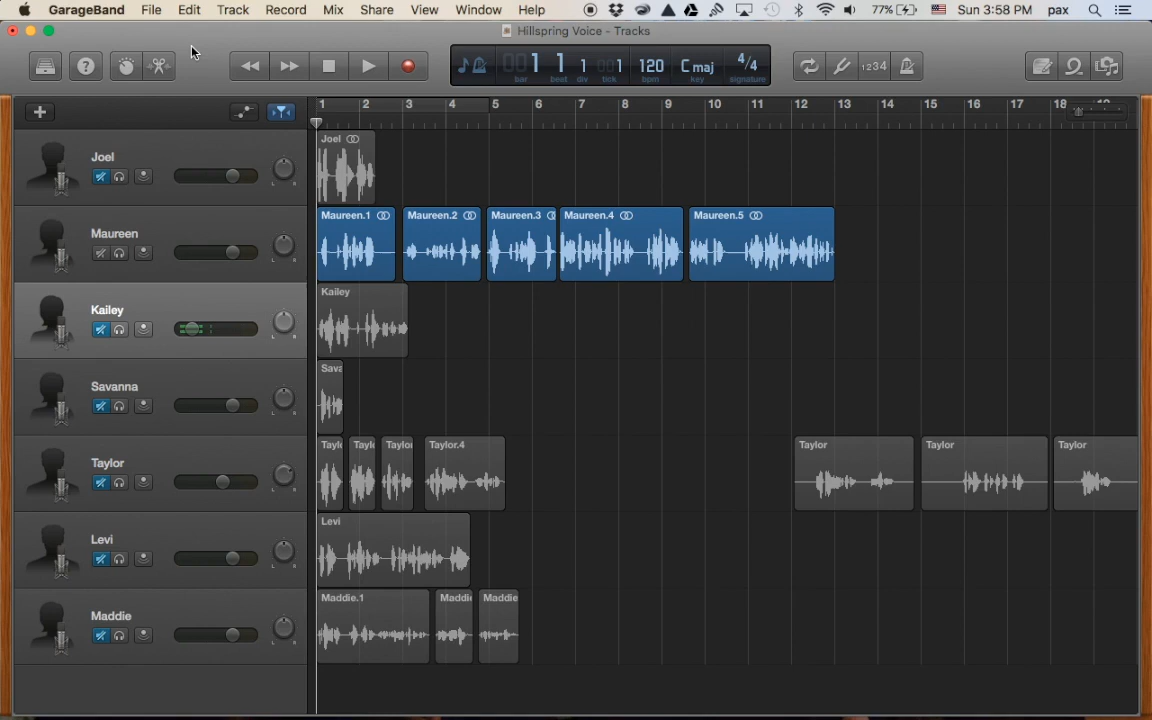 GarageBand File Edit Track Record Mix Share View Window Help 77% Sun 3:58 PM pax
Hillspring Voice - Tracks
1 1 1 1 120 C maj 4/4
bar beat div tick bpm key signature
1234
1 2 3 4 5 6 7 8 9 10 11 12 13 14 15 16 17 18
Joel
Joel
Maureen
Maureen.1 Maureen.2 Maureen.3 Maureen.4 Maureen.5
Kailey
Kailey
Savanna
Sava
Taylor
Taylo Taylo Taylor Taylor.4 Taylor Taylor Taylor
Levi
Levi
Maddie
Maddie.1 Maddie Maddie